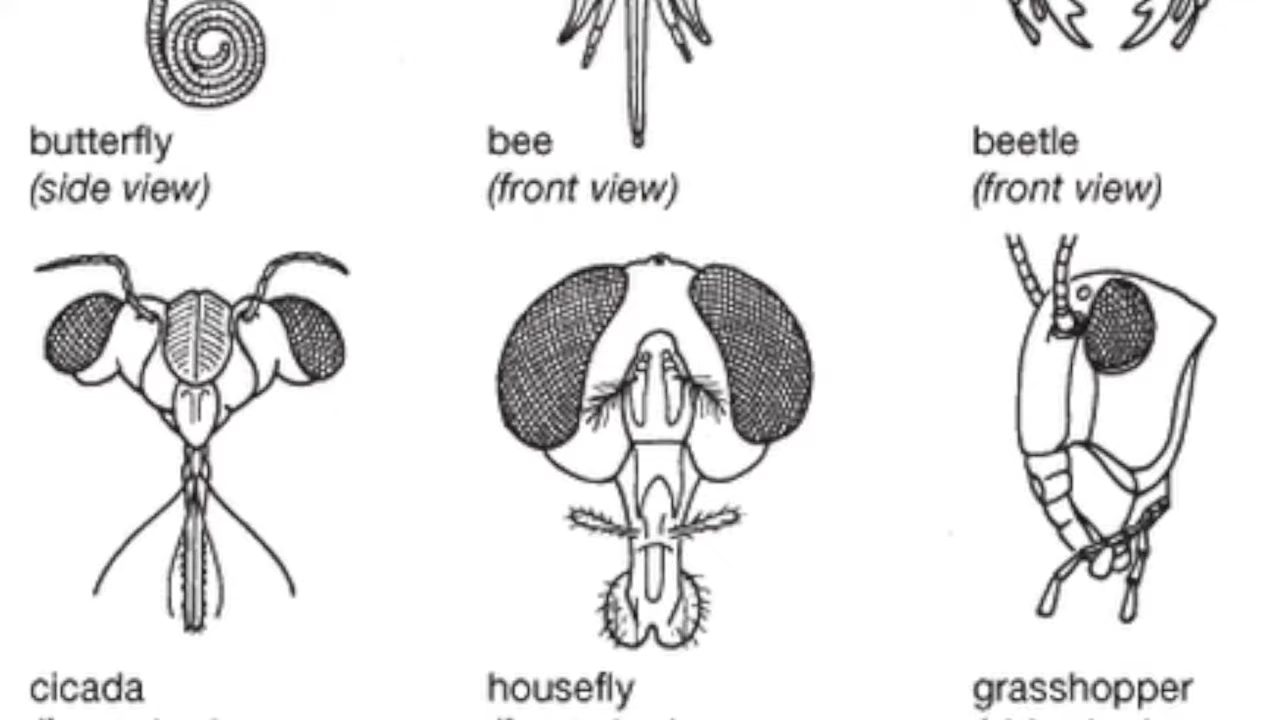 butterfly
(side view)
bee
(front view)
beetle
(front view)
cicada
housefly
grasshopper